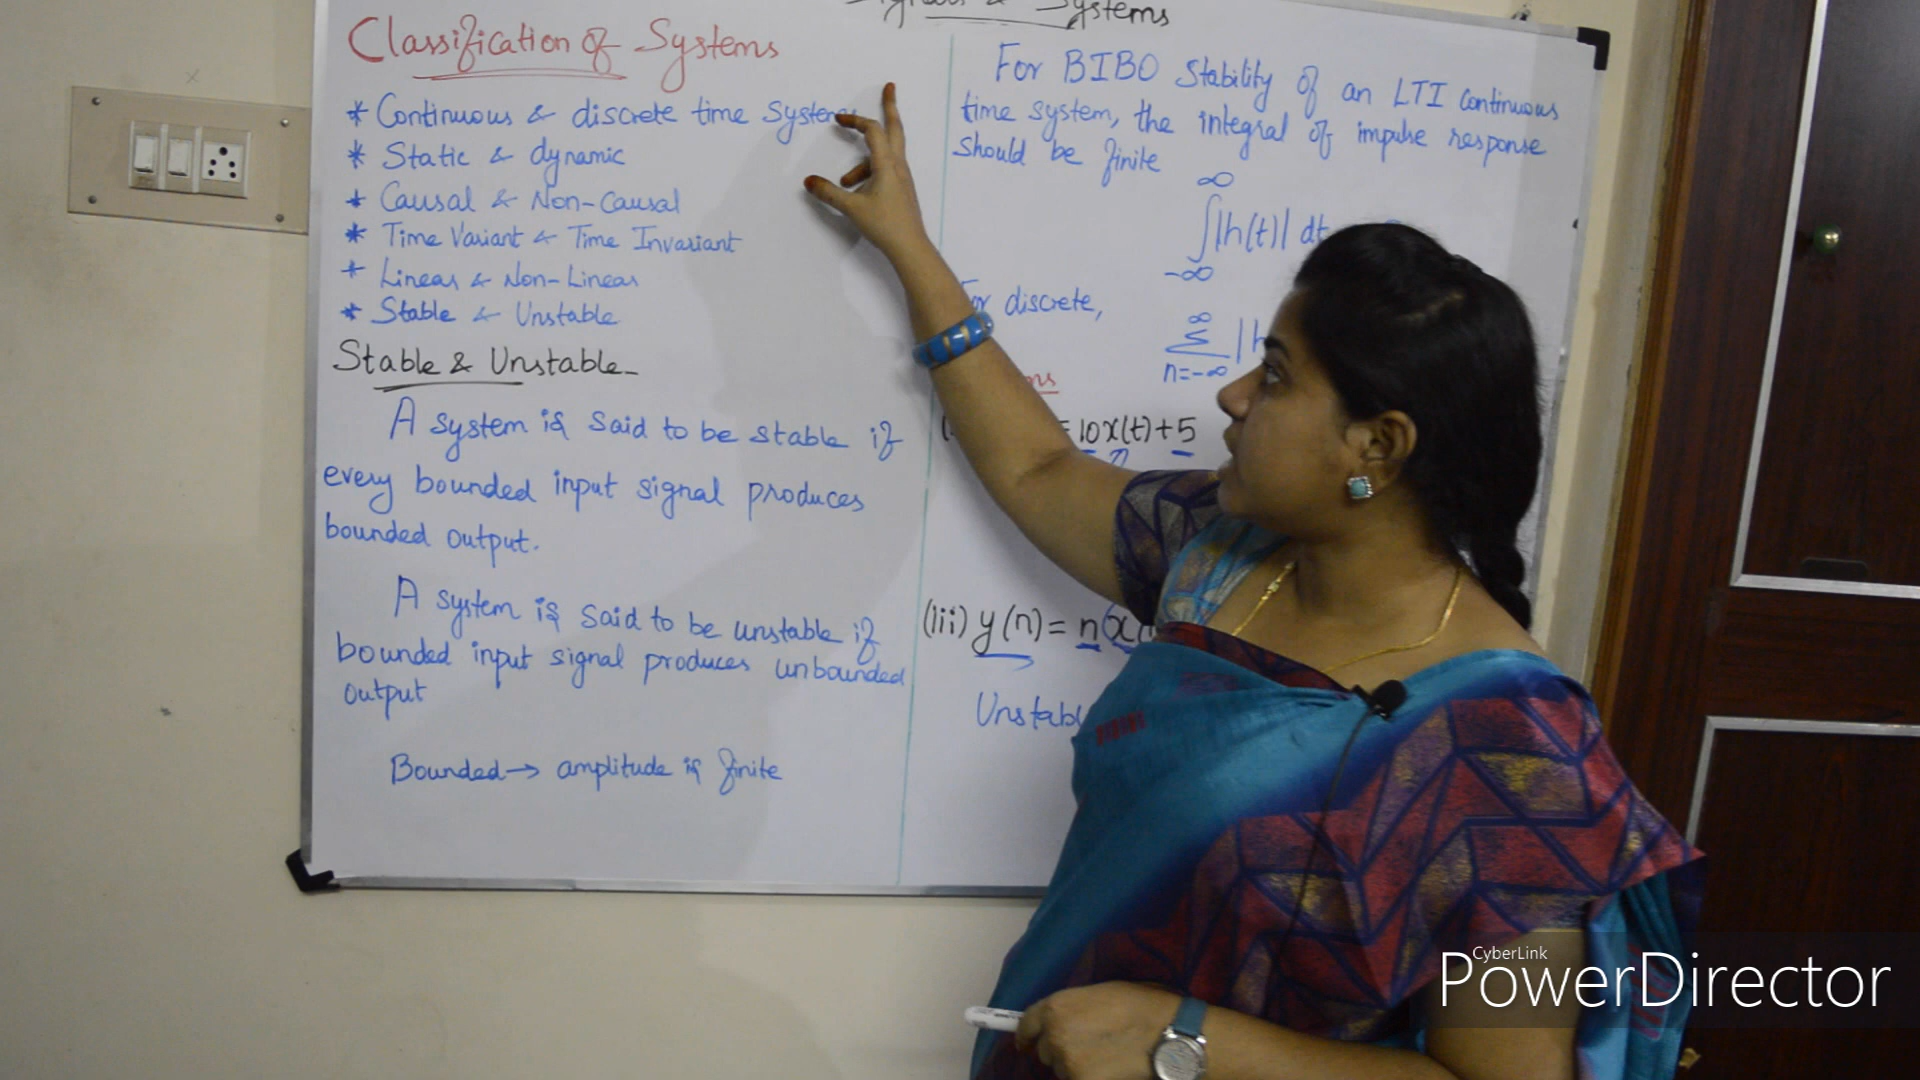 Systems
Classification of Systems
* Continuous & discrete time Systems
* Static & dynamic
* Causal & Non-Causal
* Time Variant & Time Invariant
* Linear & Non-Linear
* Stable & Unstable
Stable & Unstable
A system is said to be stable if
every bounded input signal produces
bounded output.
A system is said to be unstable if
bounded input signal produces unbounded
output
Bounded → amplitude is finite
For BIBO Stability of an LTI continuous
time system, the integral of impulse response
should be finite
∞
∫|h(t)| dt
-∞
For discrete,
∞
Σ |h
n=-∞
= 10x(t)+5
(iii) y(n) = n(x(
CyberLink
PowerDirector